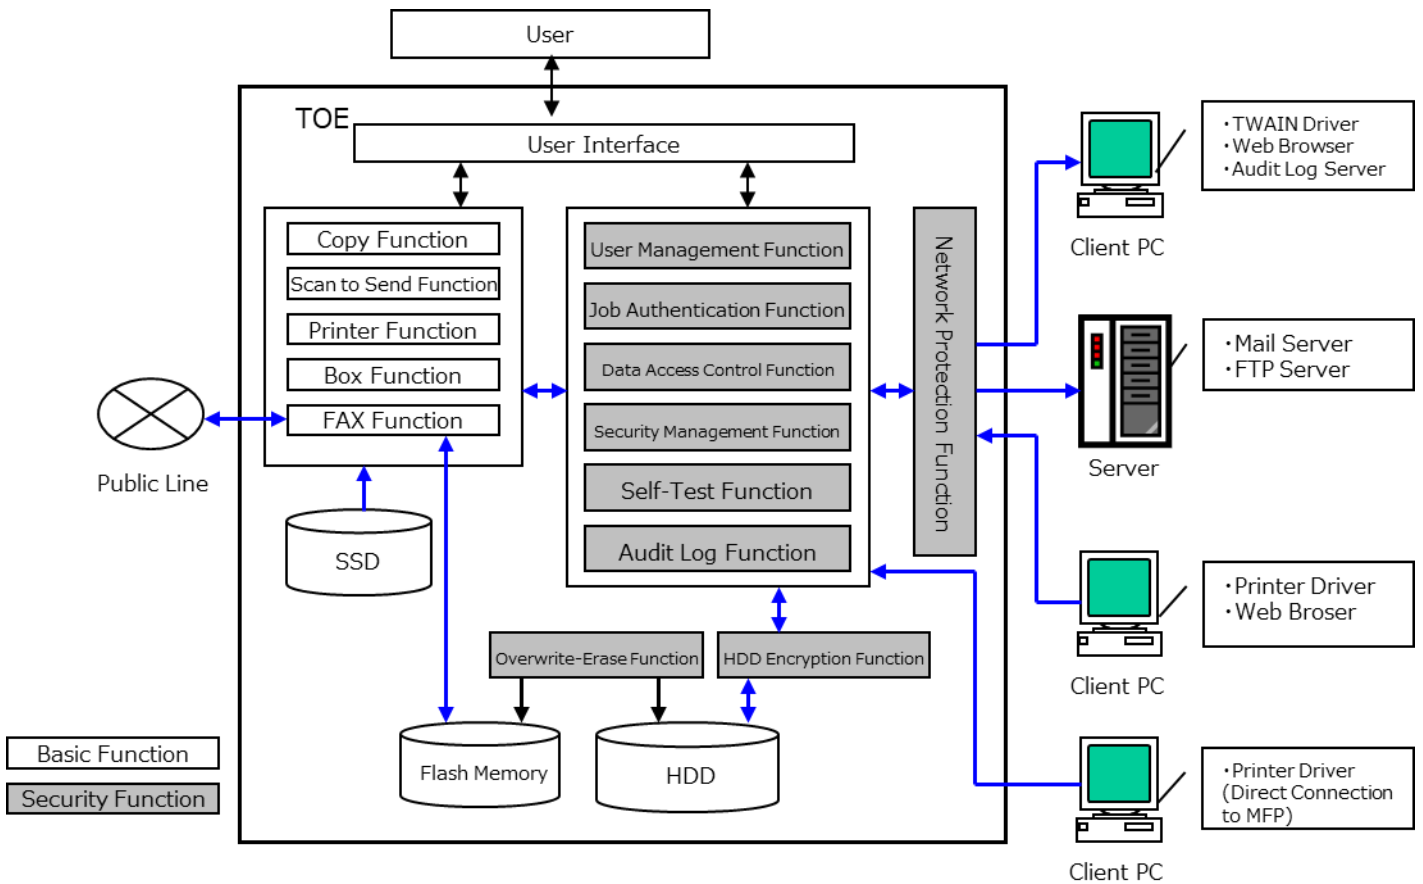 User
TOE
User Interface
Copy Function
Scan to Send Function
Printer Function
Box Function
FAX Function
User Management Function
Job Authentication Function
Data Access Control Function
Security Management Function
Self-Test Function
Audit Log Function
Network Protection Function
Public Line
SSD
Overwrite-Erase Function
HDD Encryption Function
Flash Memory
HDD
Basic Function
Security Function
・TWAIN Driver
・Web Browser
・Audit Log Server
Client PC
・Mail Server
・FTP Server
Server
・Printer Driver
・Web Broser
Client PC
・Printer Driver
(Direct Connection
to MFP)
Client PC